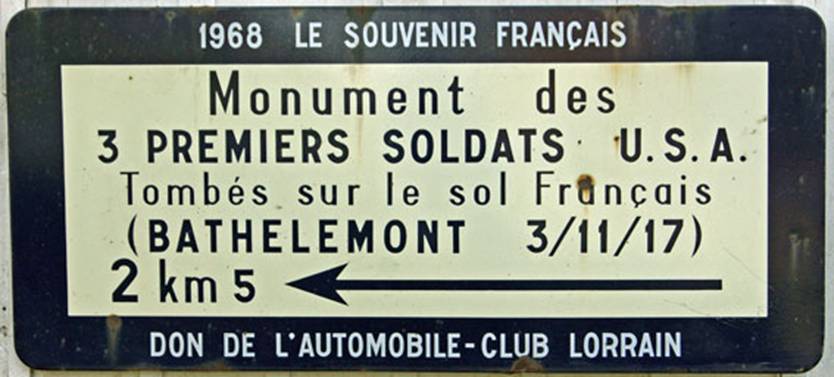 1968 LE SOUVENIR FRANÇAIS
Monument des
3 PREMIERS SOLDATS U.S.A.
Tombés sur le sol Français
(BATHELEMONT 3/11/17)
2 km 5
DON DE L'AUTOMOBILE-CLUB LORRAIN